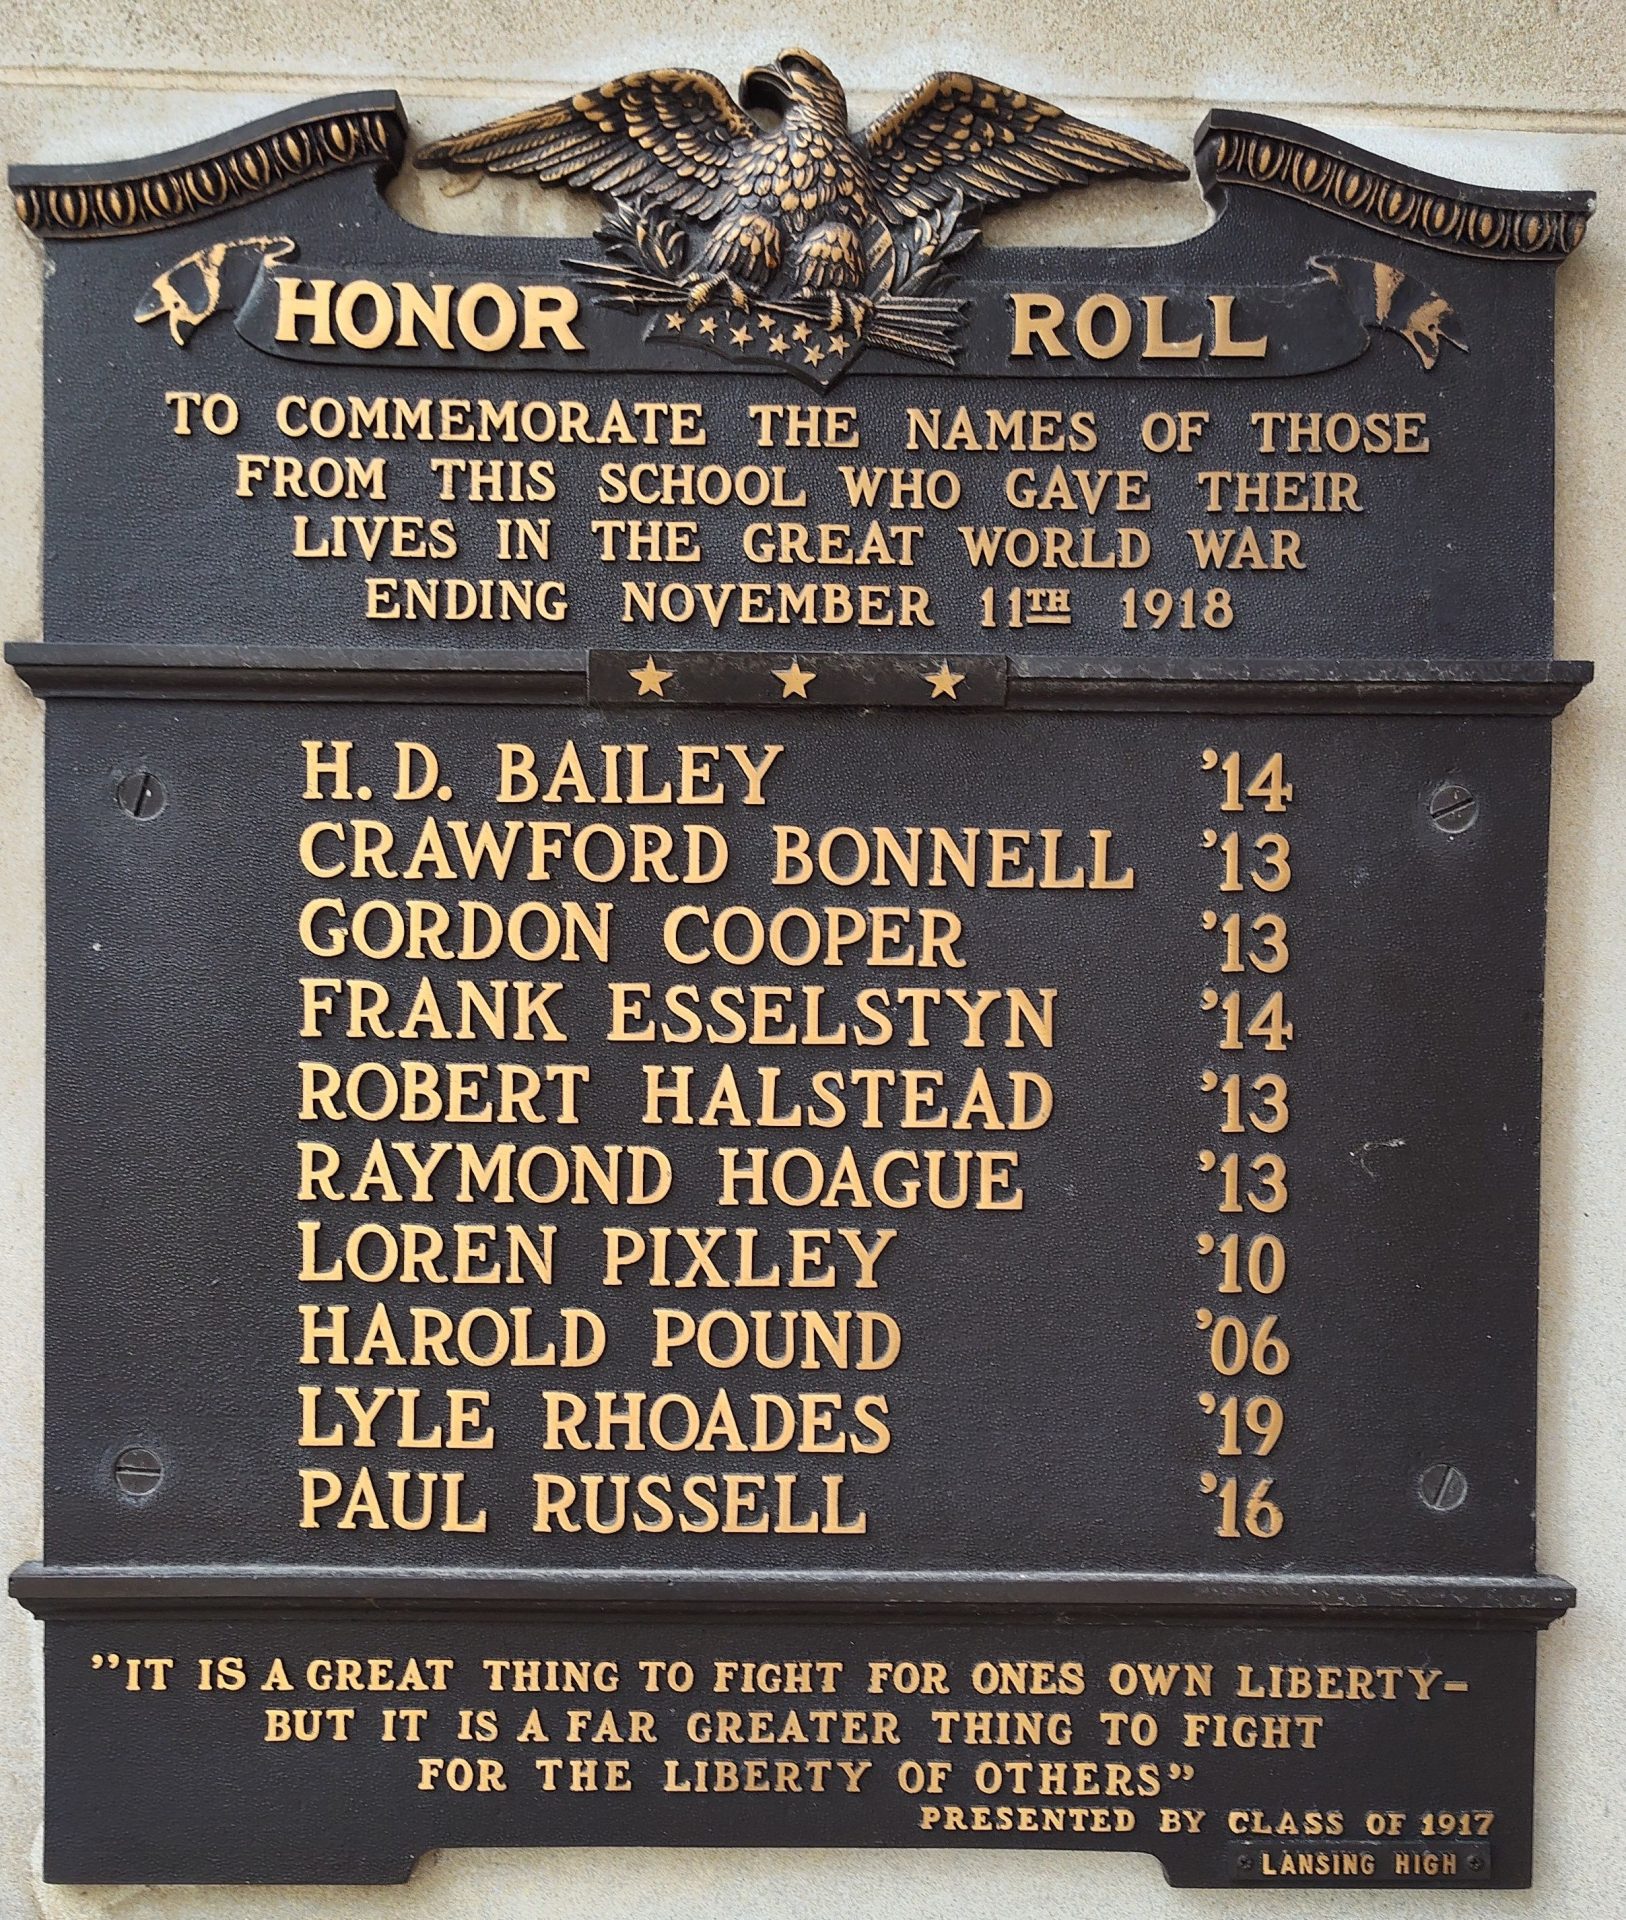 HONOR ROLL
TO COMMEMORATE THE NAMES OF THOSE
FROM THIS SCHOOL WHO GAVE THEIR
LIVES IN THE GREAT WORLD WAR
ENDING NOVEMBER 11TH 1918
H. D. BAILEY '14
CRAWFORD BONNELL '13
GORDON COOPER '13
FRANK ESSELSTYN '14
ROBERT HALSTEAD '13
RAYMOND HOAGUE '13
LOREN PIXLEY '10
HAROLD POUND '06
LYLE RHOADES '19
PAUL RUSSELL '16
"IT IS A GREAT THING TO FIGHT FOR ONES OWN LIBERTY-
BUT IT IS A FAR GREATER THING TO FIGHT
FOR THE LIBERTY OF OTHERS"
PRESENTED BY CLASS OF 1917
LANSING HIGH